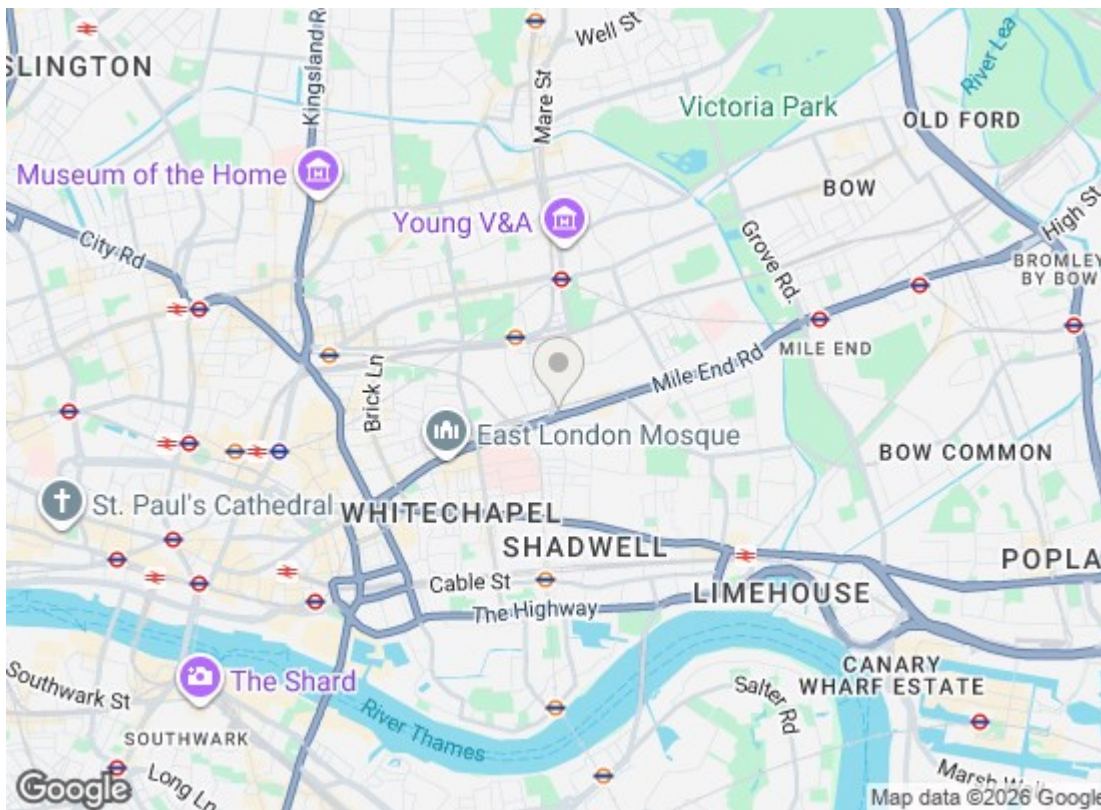 Well St
Victoria Park
River Lea
SLINGTON
Kingsland R
Mare St
OLD FORD
Museum of the Home
BOW
Young V&A
High St
City Rd
Grove Rd.
BROMLEY
BY BOW
MILE END
Brick Ln
Mile End Rd
East London Mosque
BOW COMMON
St. Paul's Cathedral
WHITECHAPEL
SHADWELL
POPLA
Cable St
LIMEHOUSE
The Highway
The Shard
Southwark St
CANARY
WHARF ESTATE
Salter Rd
River Thames
SOUTHWARK
Long Ln
Marsh Wal
Google
Map data ©2026 Google